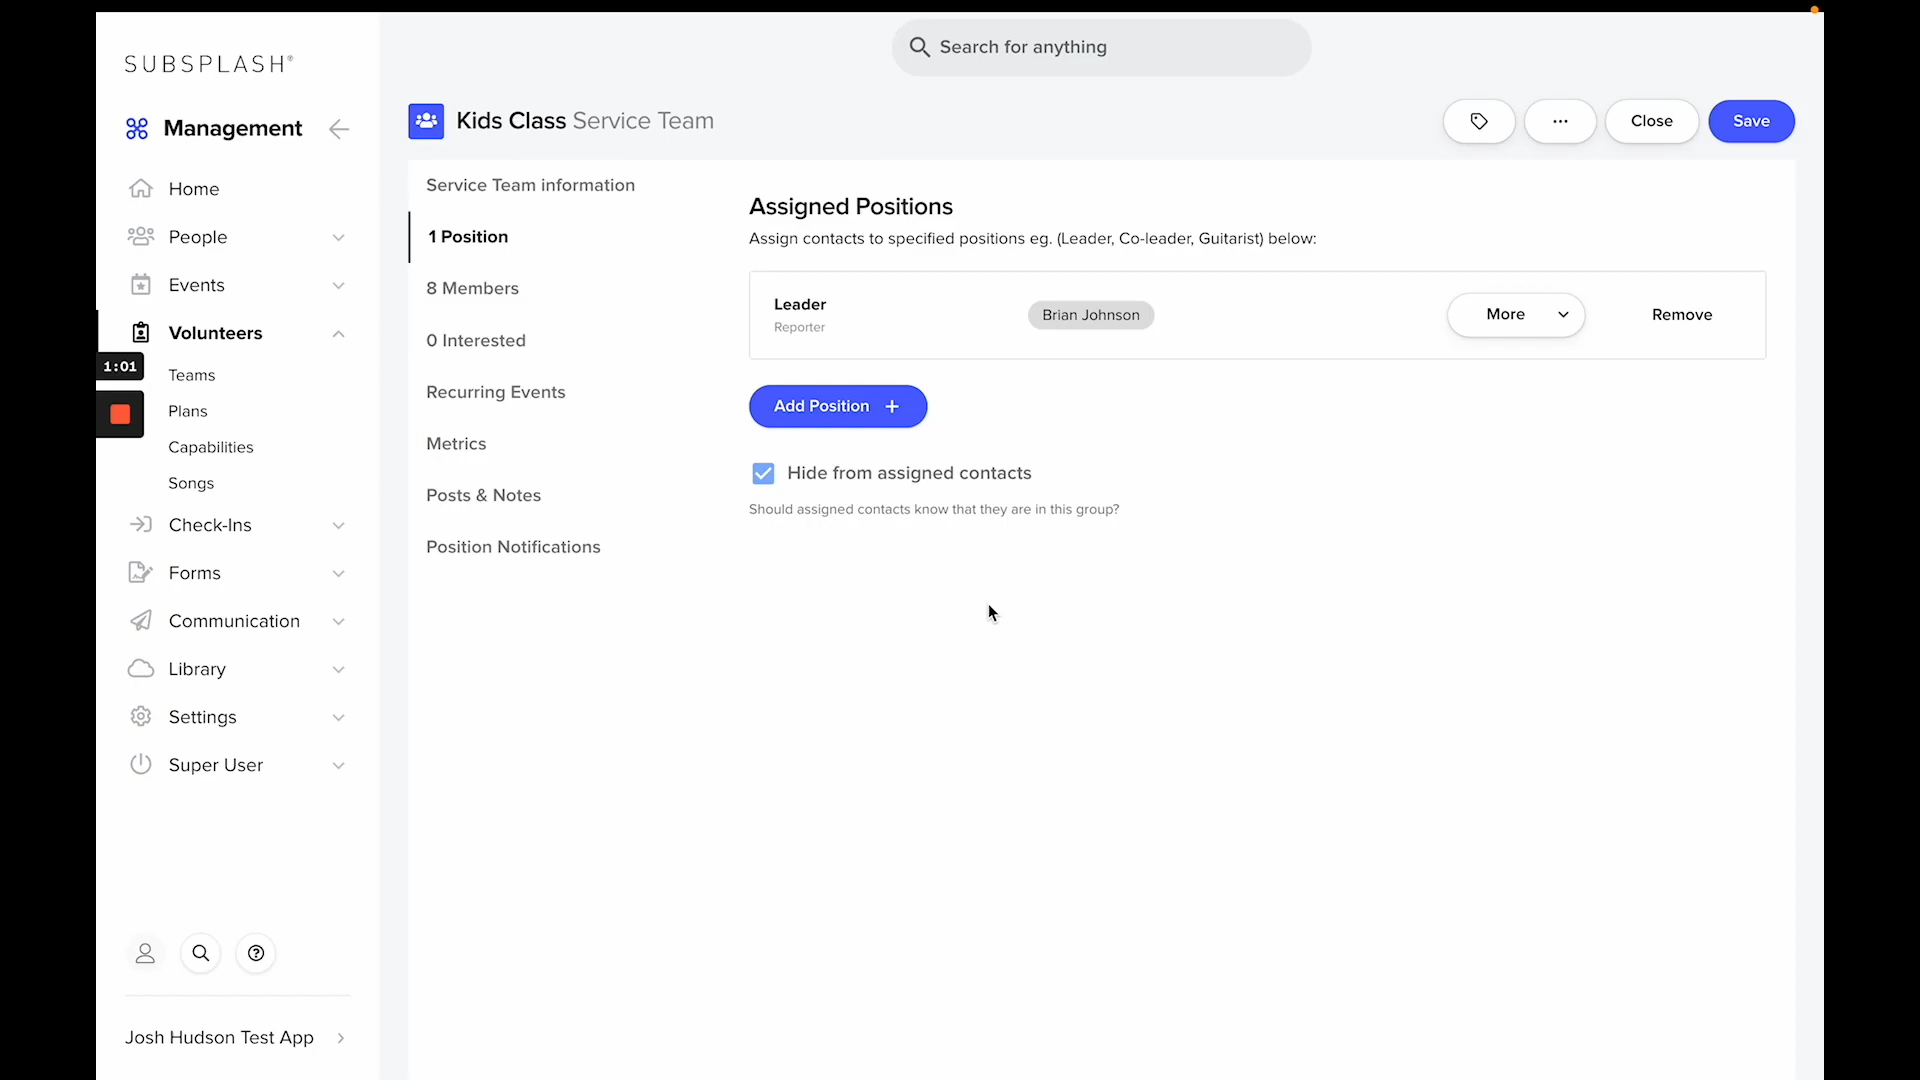 SUBSPLASH®
Management
Home
People
Events
Volunteers
1:01
Teams
Plans
Capabilities
Songs
Check-Ins
Forms
Communication
Library
Settings
Super User
Josh Hudson Test App
Search for anything
Kids Class Service Team
...
Close
Save
Service Team information
1 Position
8 Members
0 Interested
Recurring Events
Metrics
Posts & Notes
Position Notifications
Assigned Positions
Assign contacts to specified positions eg. (Leader, Co-leader, Guitarist) below:
Leader
Reporter
Brian Johnson
More
Remove
Add Position +
Hide from assigned contacts
Should assigned contacts know that they are in this group?